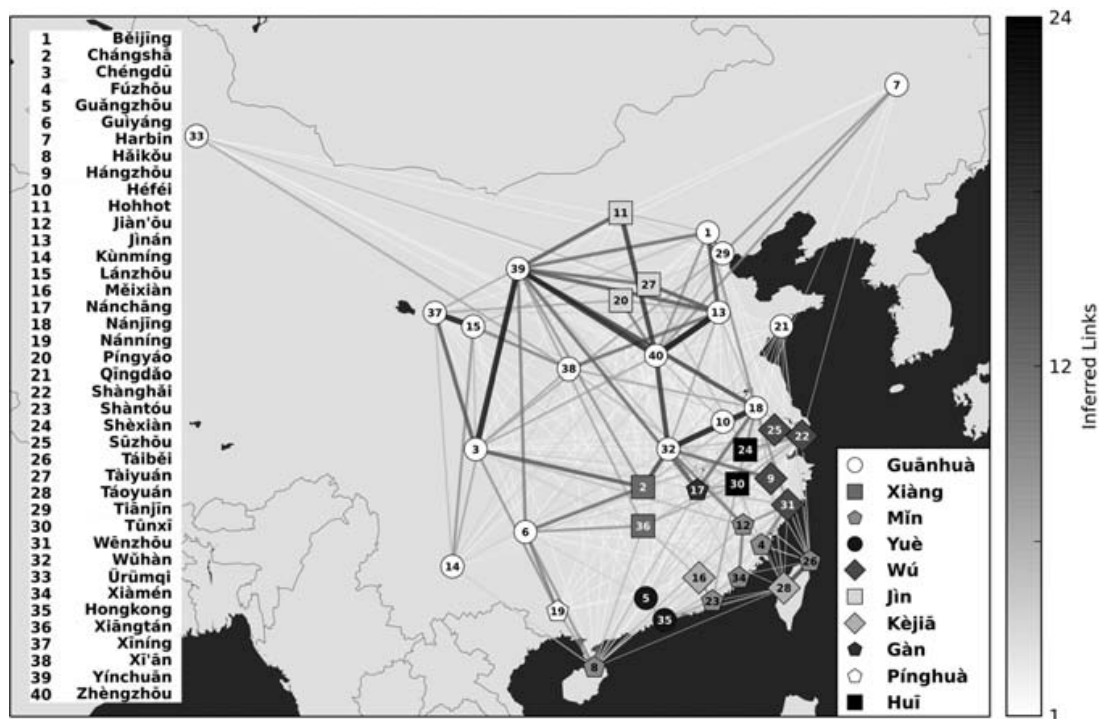 1 Běijīng
2 Chángshā
3 Chéngdū
4 Fúzhōu
5 Guǎngzhōu
6 Guìyáng
7 Harbin
8 Hǎikǒu
9 Hángzhōu
10 Héféi
11 Hohhot
12 Jiàn'ōu
13 Jìnán
14 Kūnmíng
15 Lánzhōu
16 Měixiàn
17 Nánchāng
18 Nánjīng
19 Nánníng
20 Píngyáo
21 Qīngdǎo
22 Shànghǎi
23 Shàntóu
24 Shèxiàn
25 Sūzhōu
26 Táiběi
27 Tàiyuán
28 Táoyuán
29 Tiānjīn
30 Túnxī
31 Wēnzhōu
32 Wǔhàn
33 Ürümqi
34 Xiàmén
35 Hongkong
36 Xiāngtán
37 Xīníng
38 Xī'ān
39 Yínchuān
40 Zhèngzhōu
7
33
11
1
29
39
27
20
37
15
13
21
40
38
18
10
25
22
3
32
24
2
17
30
9
31
6
36
12
4
14
26
16
34
28
19
5
23
35
8
Guānhuà
Xiàng
Mǐn
Yuè
Wú
Jìn
Kèjiā
Gàn
Pínghuà
Huī
24
12
1
Inferred Links